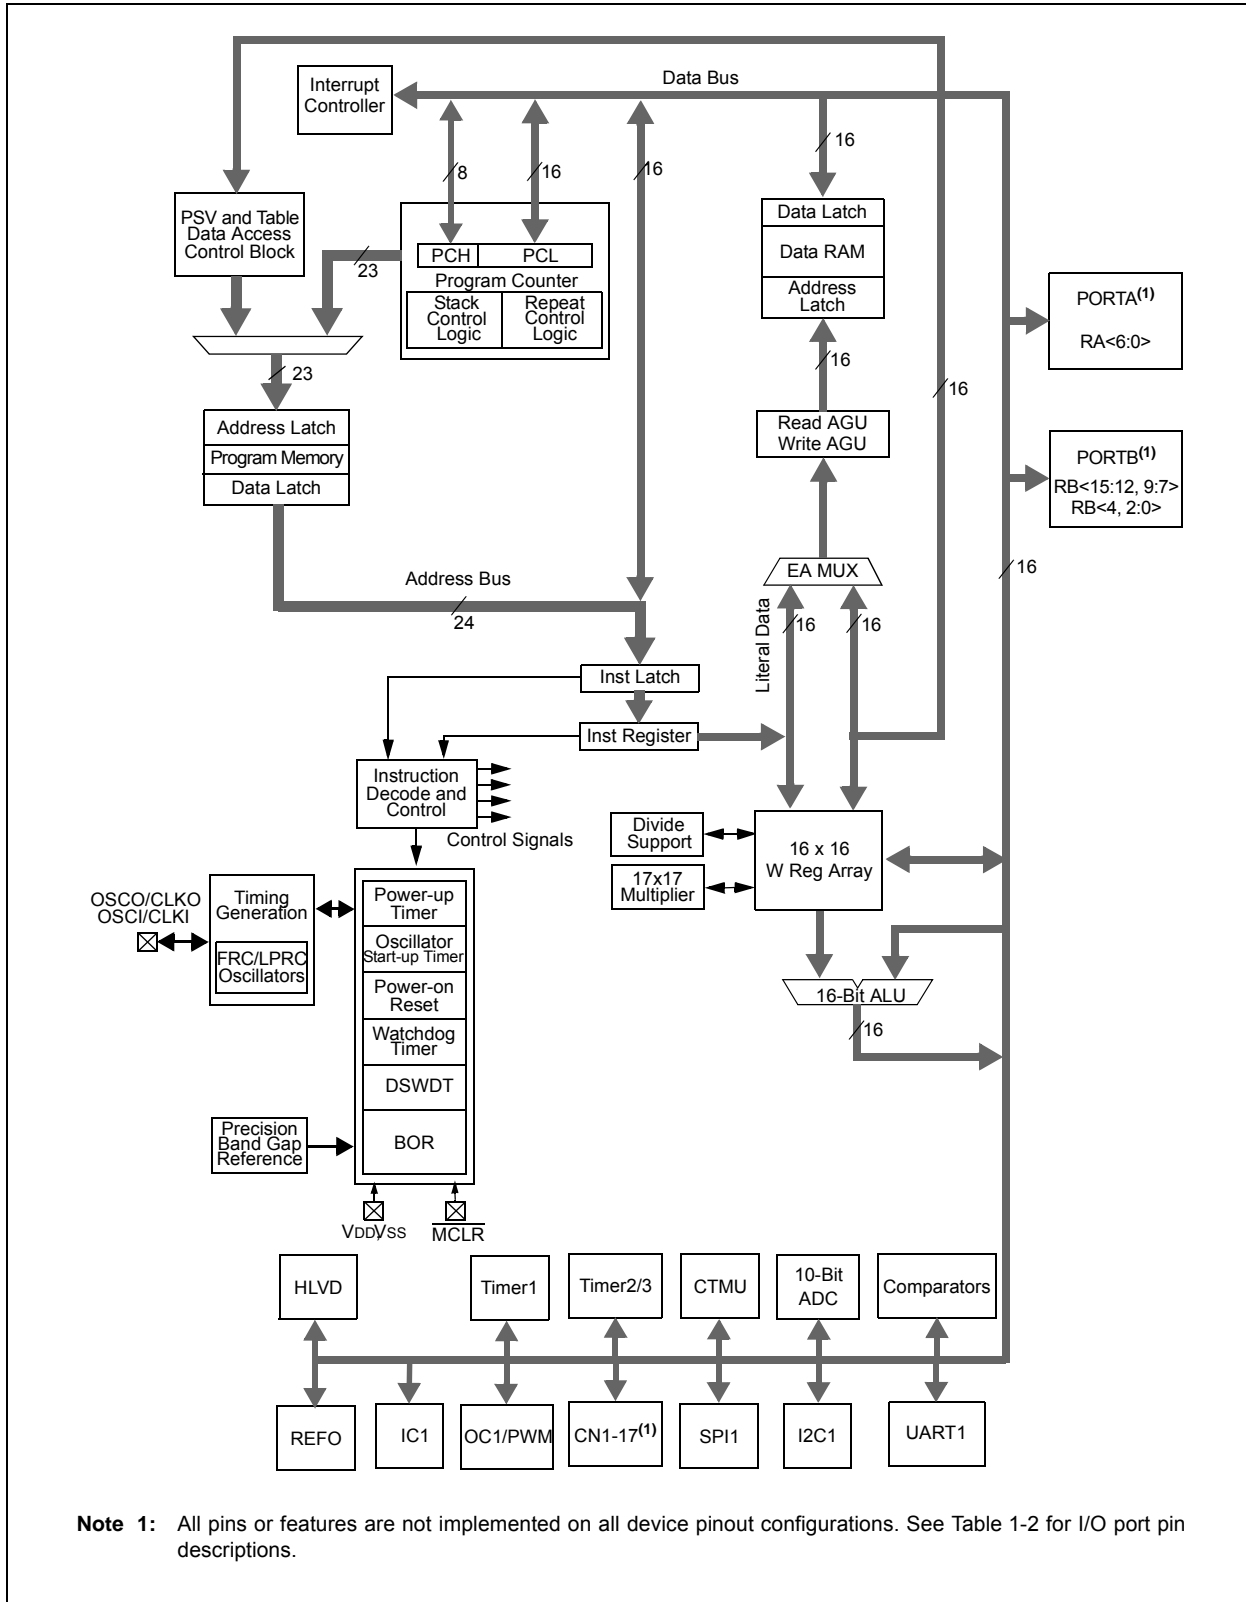 Data Bus
Interrupt
Controller
16
8
16
16
PSV and Table
Data Access
Control Block
Data Latch
Data RAM
Address
Latch
PCH
PCL
23
Program Counter
Stack
Control
Logic
Repeat
Control
Logic
PORTA(1)
RA<6:0>
16
23
16
Read AGU
Write AGU
Address Latch
Program Memory
Data Latch
PORTB(1)
RB<15:12, 9:7>
RB<4, 2:0>
EA MUX
16
Address Bus
24
Literal Data
16
16
Inst Latch
Inst Register
Instruction
Decode and
Control
Control Signals
Divide
Support
17x17
Multiplier
16 x 16
W Reg Array
OSCO/CLKO
OSCI/CLKI
Timing
Generation
FRC/LPRC
Oscillators
Power-up
Timer
Oscillator
Start-up Timer
Power-on
Reset
Watchdog
Timer
DSWDT
BOR
16-Bit ALU
16
Precision
Band Gap
Reference
VDD,VSS
MCLR
HLVD
Timer1
Timer2/3
CTMU
10-Bit
ADC
Comparators
REFO
IC1
OC1/PWM
CN1-17(1)
SPI1
I2C1
UART1
Note 1: All pins or features are not implemented on all device pinout configurations. See Table 1-2 for I/O port pin
descriptions.